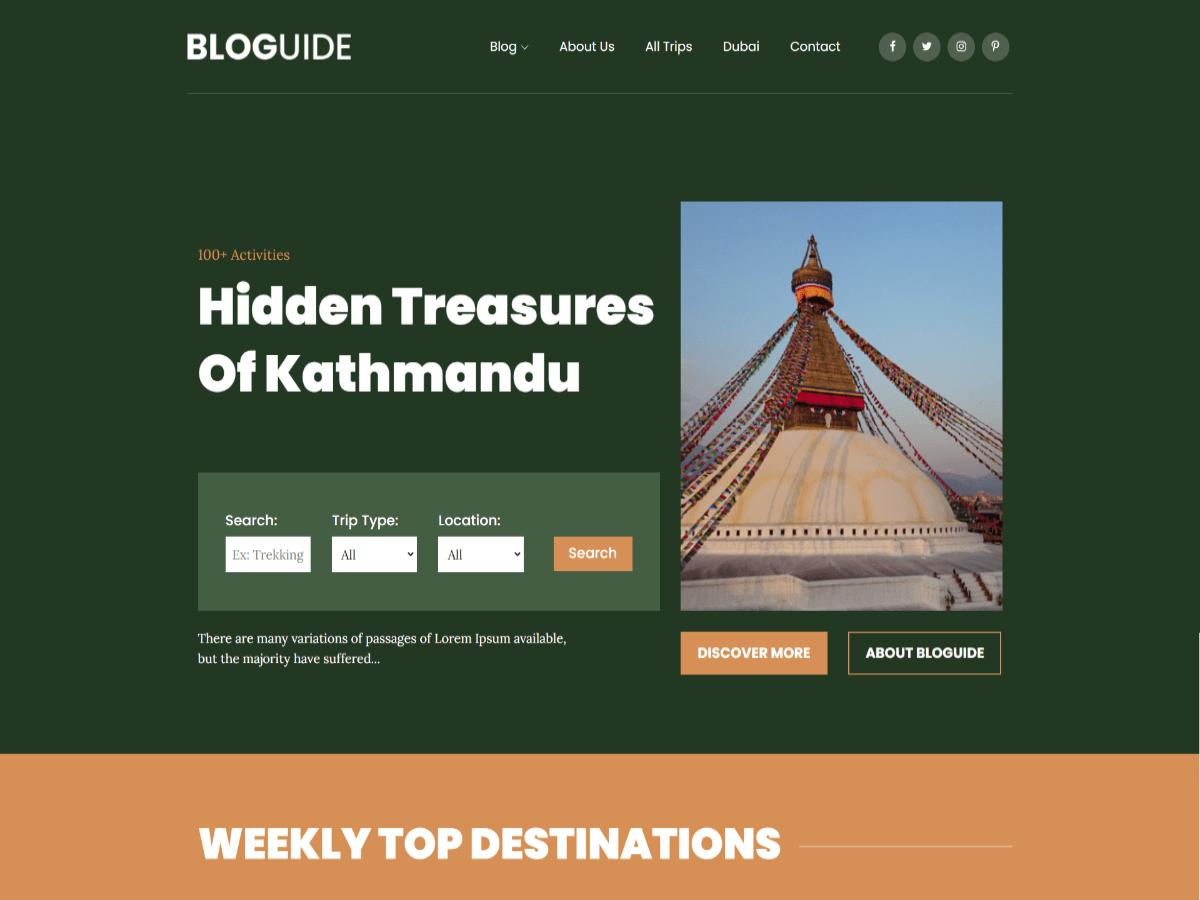 BLOGUIDE
Blog
About Us
All Trips
Dubai
Contact
100+ Activities
Hidden Treasures
Of Kathmandu
Search:
Trip Type:
Location:
Ex: Trekking
All
All
Search
There are many variations of passages of Lorem Ipsum available,
but the majority have suffered...
DISCOVER MORE
ABOUT BLOGUIDE
WEEKLY TOP DESTINATIONS